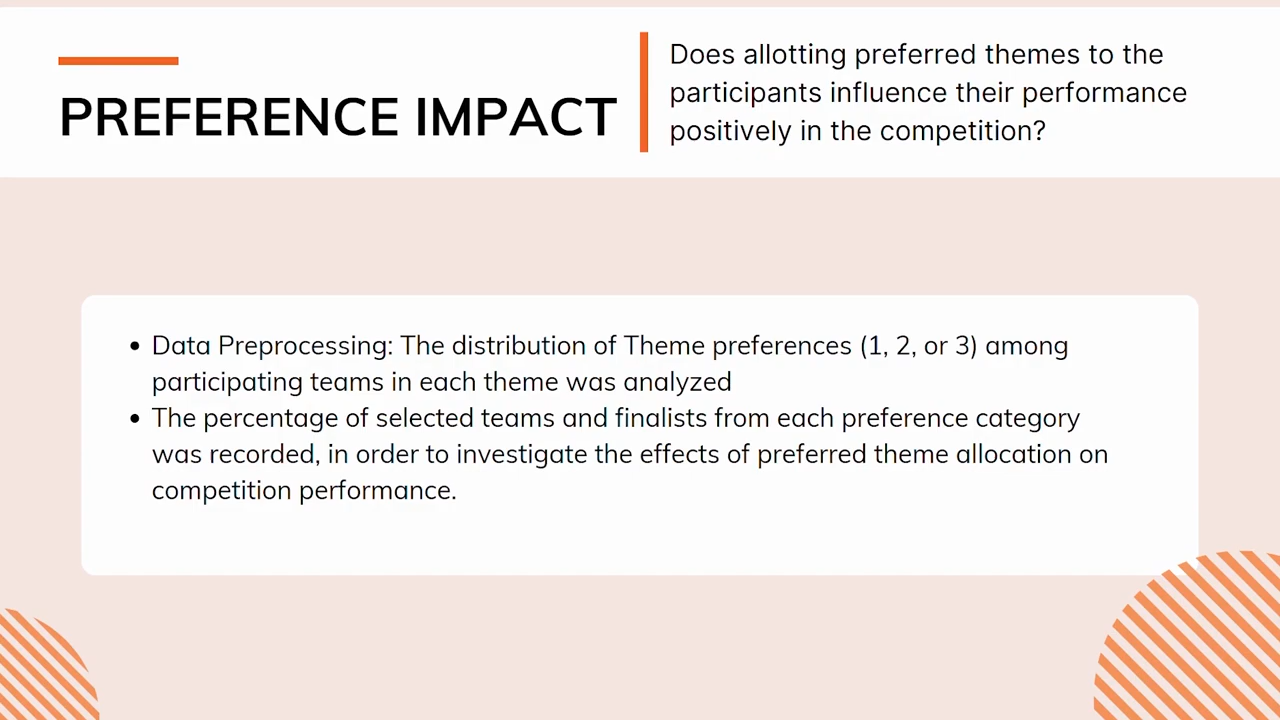 PREFERENCE IMPACT
Does allotting preferred themes to the
participants influence their performance
positively in the competition?
• Data Preprocessing: The distribution of Theme preferences (1, 2, or 3) among
participating teams in each theme was analyzed
• The percentage of selected teams and finalists from each preference category
was recorded, in order to investigate the effects of preferred theme allocation on
competition performance.